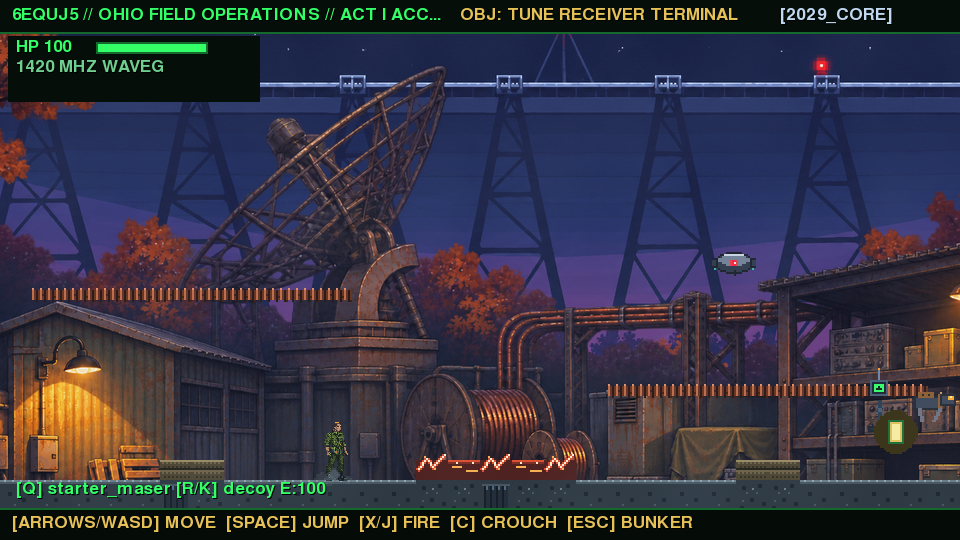 6EQUJ5 // OHIO FIELD OPERATIONS // ACT I ACC... OBJ: TUNE RECEIVER TERMINAL [2029_CORE]
HP 100
1420 MHZ WAVEG
[Q] starter_maser [R/K] decoy E:100
[ARROWS/WASD] MOVE [SPACE] JUMP [X/J] FIRE [C] CROUCH [ESC] BUNKER